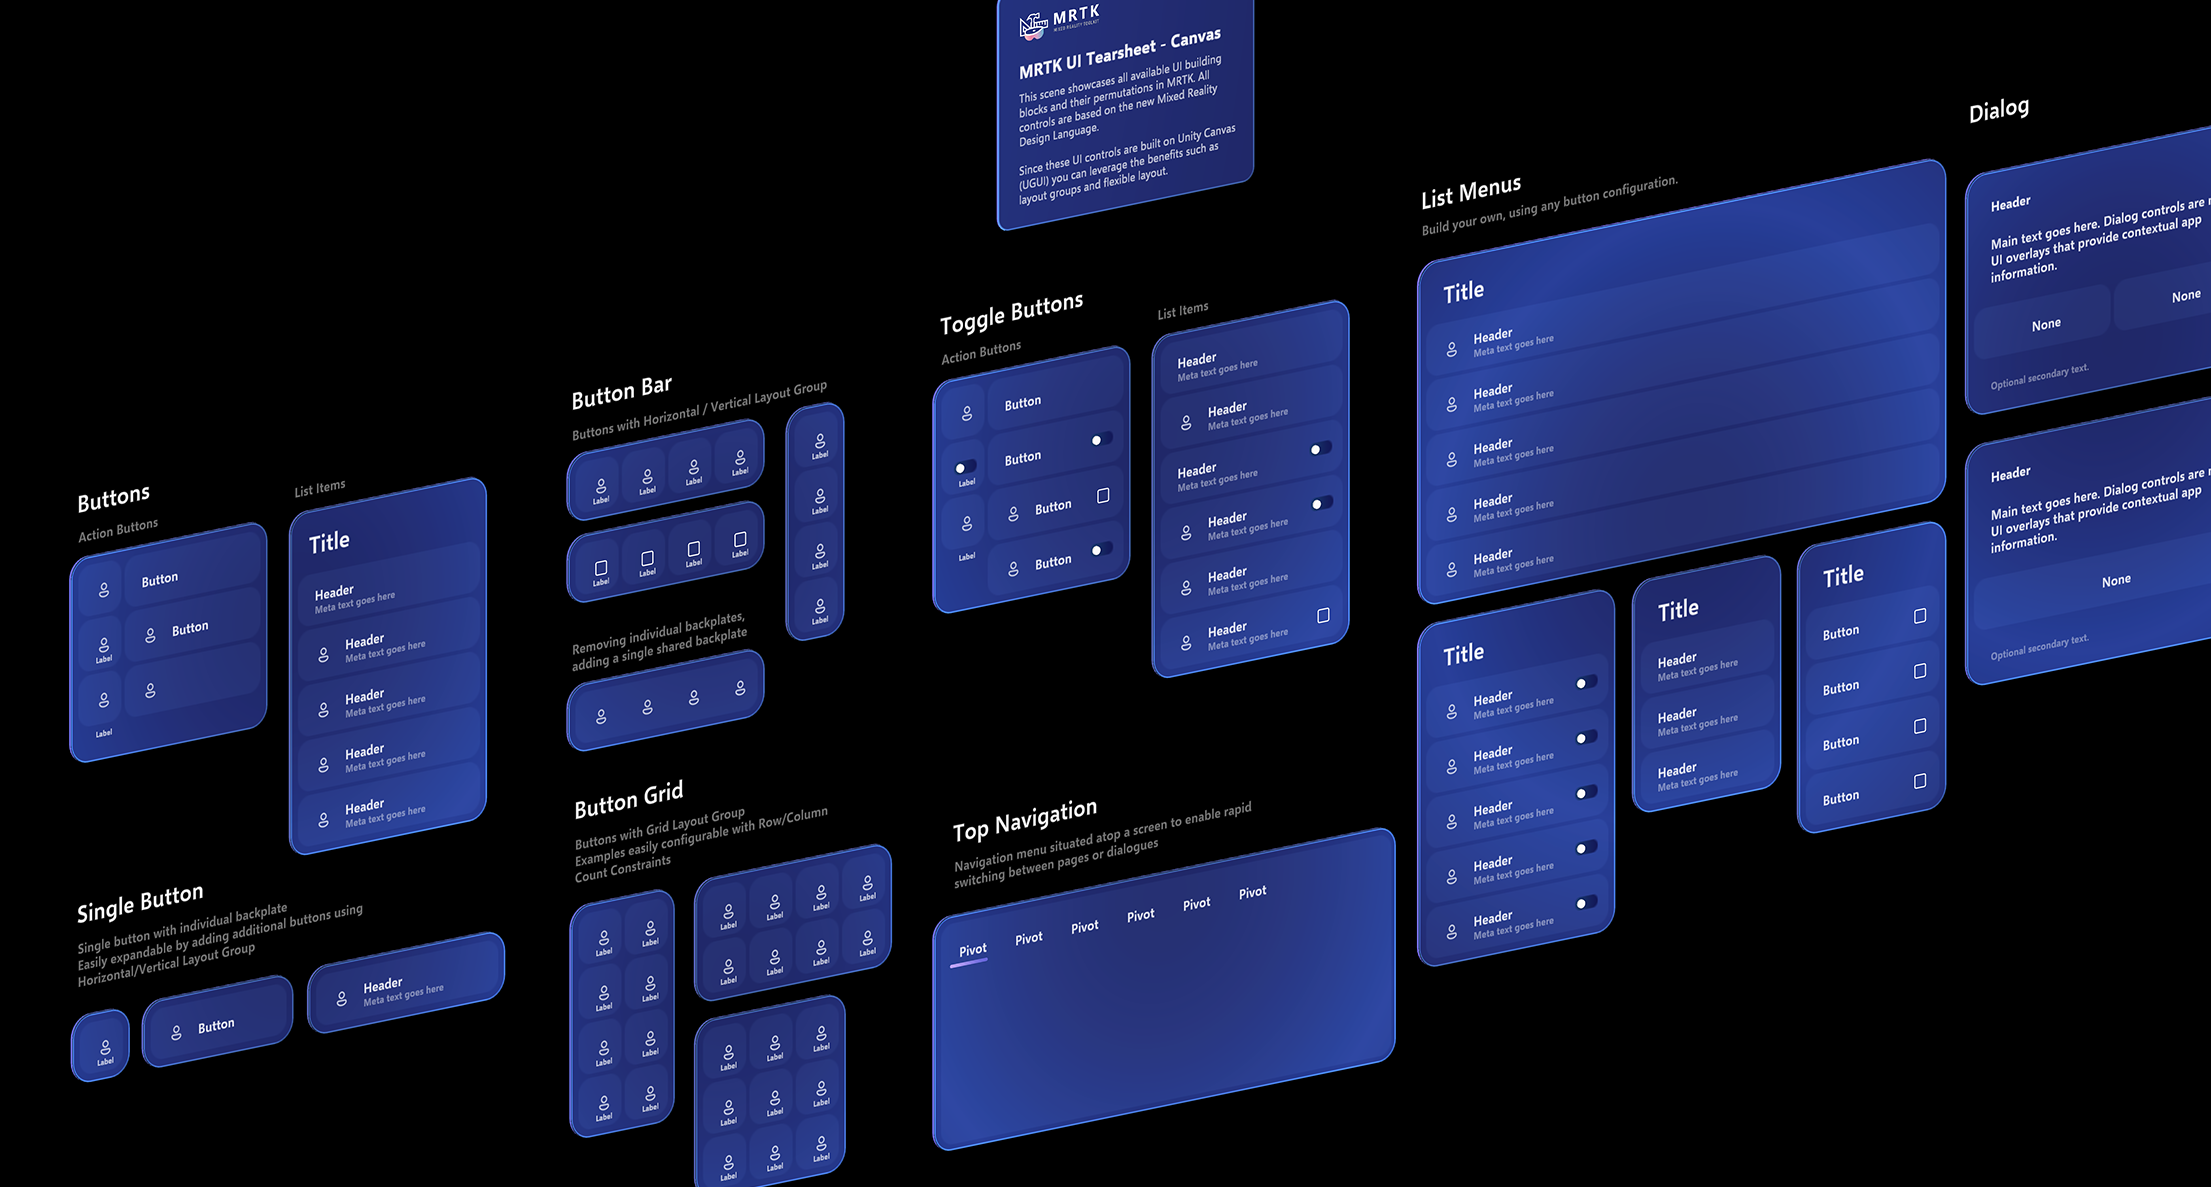 MRTK
MIXED REALITY TOOLKIT
MRTK UI Tearsheet - Canvas
This scene showcases all available UI building
blocks and their permutations in MRTK. All
controls are based on the new Mixed Reality
Design Language.
Since these UI controls are built on Unity Canvas
(UGUI) you can leverage the benefits such as
layout groups and flexible layout.
Buttons
Action Buttons
Button
Label
Button
Label
List Items
Title
Header
Meta text goes here
Header
Meta text goes here
Header
Meta text goes here
Header
Meta text goes here
Header
Meta text goes here
Single Button
Single button with individual backplate
Easily expandable by adding additional buttons using
Horizontal/Vertical Layout Group
Label
Button
Header
Meta text goes here
Button Bar
Buttons with Horizontal / Vertical Layout Group
Label Label Label Label
Label Label Label Label
Label
Label
Label
Label
Removing individual backplates,
adding a single shared backplate
Button Grid
Buttons with Grid Layout Group
Examples easily configurable with Row/Column
Count Constraints
Label Label
Label Label
Label Label
Label Label
Label Label Label Label
Label Label Label Label
Label Label Label
Label Label Label
Label Label Label
Toggle Buttons
Action Buttons
Button
Button
Label
Button
Label
Button
List Items
Header
Meta text goes here
Header
Meta text goes here
Header
Meta text goes here
Header
Meta text goes here
Header
Meta text goes here
Header
Meta text goes here
Top Navigation
Navigation menu situated atop a screen to enable rapid
switching between pages or dialogues
Pivot Pivot Pivot Pivot Pivot Pivot
List Menus
Build your own, using any button configuration.
Title
Header
Meta text goes here
Header
Meta text goes here
Header
Meta text goes here
Header
Meta text goes here
Header
Meta text goes here
Title
Header
Meta text goes here
Header
Meta text goes here
Header
Meta text goes here
Header
Meta text goes here
Header
Meta text goes here
Title
Header
Meta text goes here
Header
Meta text goes here
Header
Meta text goes here
Title
Button
Button
Button
Button
Dialog
Header
Main text goes here. Dialog controls are
UI overlays that provide contextual app
information.
None None
Optional secondary text.
Header
Main text goes here. Dialog controls are
UI overlays that provide contextual app
information.
None
Optional secondary text.